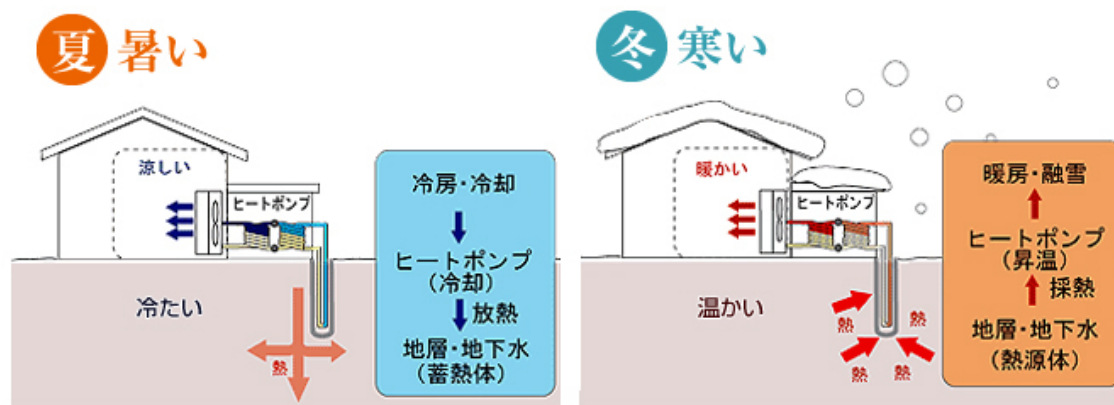 夏 暑い
涼しい
ヒートポンプ
冷たい
熱
冷房・冷却
ヒートポンプ
(冷却)
放熱
地層・地下水
(蓄熱体)
冬 寒い
暖かい
ヒートポンプ
温かい
熱
熱
熱
熱
暖房・融雪
ヒートポンプ
(昇温)
採熱
地層・地下水
(熱源体)